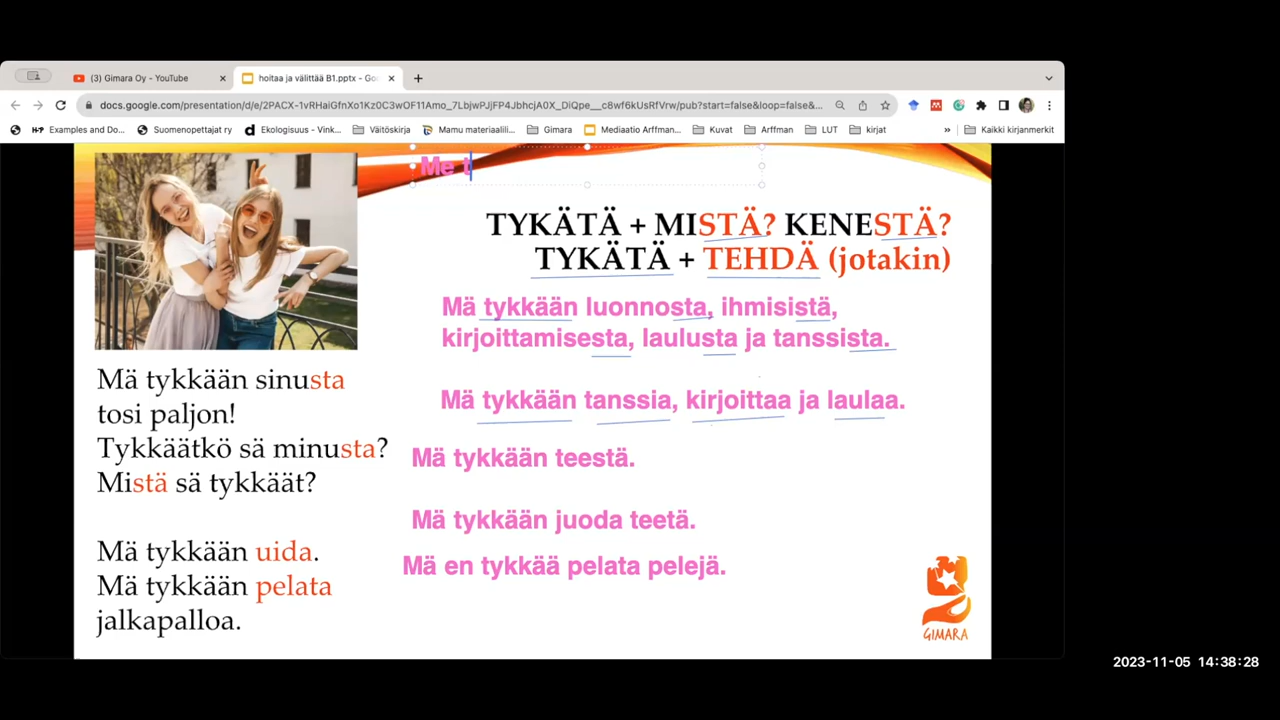 (3) Gimara Oy - YouTube
hoitaa ja välittää B1.pptx - Goo
docs.google.com/presentation/d/e/2PACX-1vRHaiGfnXo1Kz0C3wOF11Amo_7LbjwPJjFP4JbhcjA0X_DiQpe__c8wf6kUsRfVrw/pub?start=false&loop=false&...
Examples and Do...
Suomenopettajat ry
Ekologisuus - Vink...
Väitöskirja
Mamu materiaalili...
Gimara
Mediaatio Arffman...
Kuvat
Arffman
LUT
kirjat
»
Kaikki kirjanmerkit
Me t
TYKÄTÄ + MISTÄ? KENESTÄ?
TYKÄTÄ + TEHDÄ (jotakin)
Mä tykkään luonnosta, ihmisistä,
kirjoittamisesta, laulusta ja tanssista.
Mä tykkään tanssia, kirjoittaa ja laulaa.
Mä tykkään teestä.
Mä tykkään juoda teetä.
Mä en tykkää pelata pelejä.
Mä tykkään sinusta
tosi paljon!
Tykkäätkö sä minusta?
Mistä sä tykkäät?
Mä tykkään uida.
Mä tykkään pelata
jalkapalloa.
GIMARA
2023-11-05 14:38:28